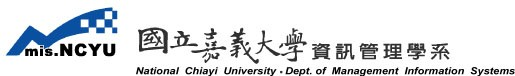 mis.NCYU
國立嘉義大學資訊管理學系
National Chiayi University • Dept. of Management Information Systems